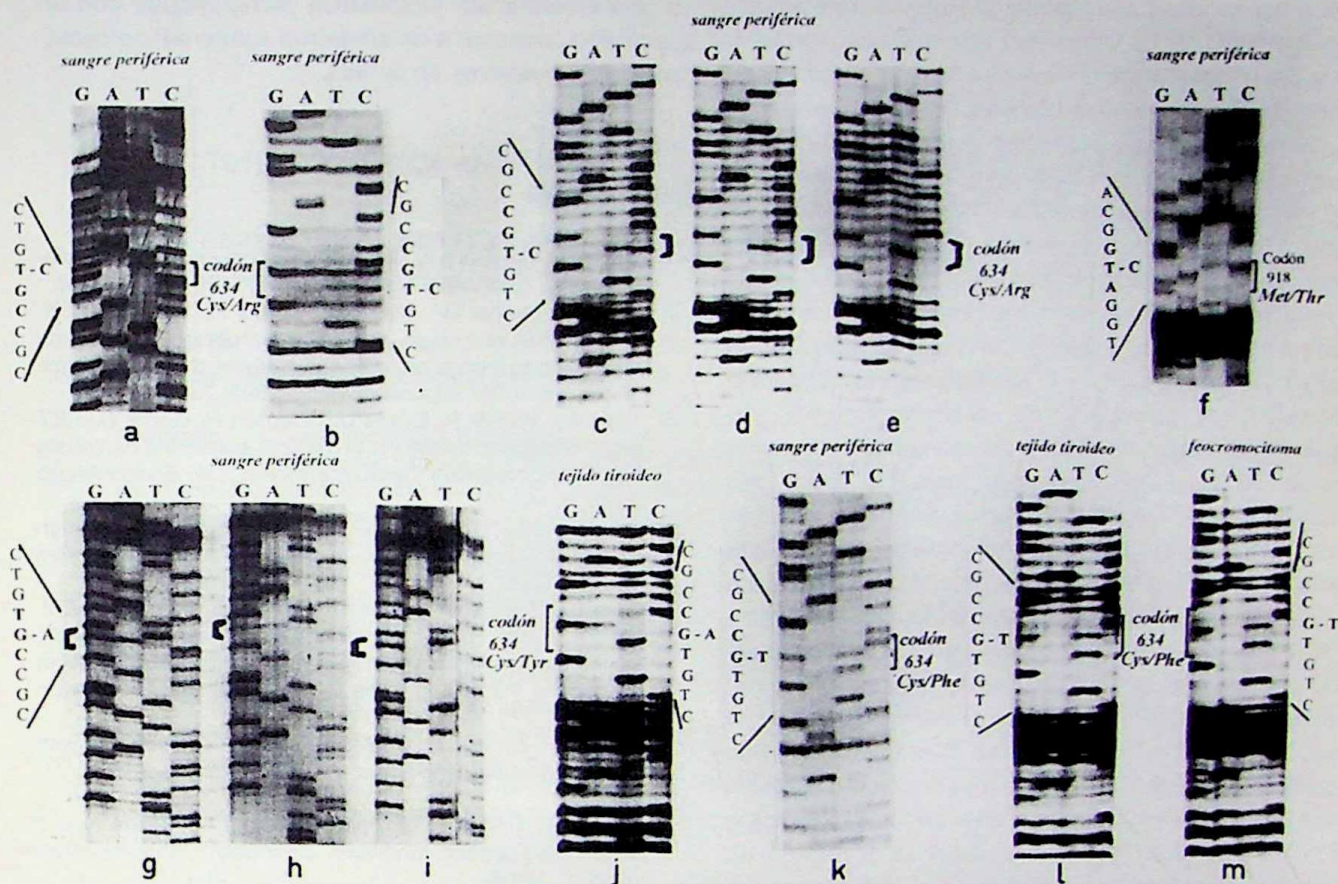 sangre periférica
sangre periférica
sangre periférica
sangre periférica
G A T C
G A T C
G A T C
G A T C
G A T C
G A T C
C
T
G
T - C
G
C
C
G
C
codón
634
Cys/Arg
C
G
C
C
G
T - C
G
T
C
C
G
C
C
G
T - C
G
T
C
codón
634
Cys/Arg
A
C
G
G
T - C
A
G
G
T
Codón
918
Met/Thr
a
b
c
d
e
f
sangre periférica
tejido tiroideo
sangre periférica
tejido tiroideo
feocromocitoma
G A T C
G A T C
G A T C
G A T C
G A T C
G A T C
G A T C
C
T
G
T
G - A
C
C
G
C
codón
634
Cys/Tyr
C
G
C
C
G - A
T
G
T
C
C
G
C
C
G - T
T
G
T
C
codón
634
Cys/Phe
C
G
C
C
G - T
T
G
T
C
codón
634
Cys/Phe
C
G
C
C
G - T
T
G
T
C
g
h
i
j
k
l
m